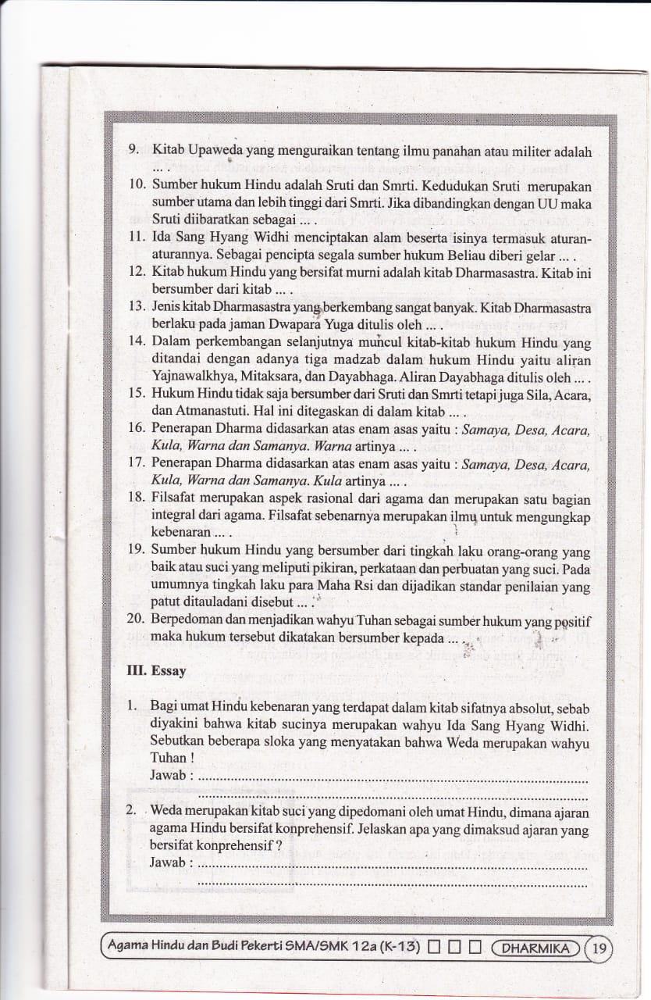 9. Kitab Upaweda yang menguraikan tentang ilmu panahan atau militer adalah
... .
10. Sumber hukum Hindu adalah Sruti dan Smrti. Kedudukan Sruti merupakan
sumber utama dan lebih tinggi dari Smrti. Jika dibandingkan dengan UU maka
Sruti diibaratkan sebagai ... .
11. Ida Sang Hyang Widhi menciptakan alam beserta isinya termasuk aturan-
aturannya. Sebagai pencipta segala sumber hukum Beliau diberi gelar ... .
12. Kitab hukum Hindu yang bersifat murni adalah kitab Dharmasastra. Kitab ini
bersumber dari kitab ... .
13. Jenis kitab Dharmasastra yang berkembang sangat banyak. Kitab Dharmasastra
berlaku pada jaman Dwapara Yuga ditulis oleh ... .
14. Dalam perkembangan selanjutnya muncul kitab-kitab hukum Hindu yang
ditandai dengan adanya tiga madzab dalam hukum Hindu yaitu aliran
Yajnawalkhya, Mitaksara, dan Dayabhaga. Aliran Dayabhaga ditulis oleh ... .
15. Hukum Hindu tidak saja bersumber dari Sruti dan Smrti tetapi juga Sila, Acara,
dan Atmanastuti. Hal ini ditegaskan di dalam kitab ... .
16. Penerapan Dharma didasarkan atas enam asas yaitu : Samaya, Desa, Acara,
Kula, Warna dan Samanya. Warna artinya ... .
17. Penerapan Dharma didasarkan atas enam asas yaitu : Samaya, Desa, Acara,
Kula, Warna dan Samanya. Kula artinya ... .
18. Filsafat merupakan aspek rasional dari agama dan merupakan satu bagian
integral dari agama. Filsafat sebenarnya merupakan ilmu untuk mengungkap
kebenaran ... .
19. Sumber hukum Hindu yang bersumber dari tingkah laku orang-orang yang
baik atau suci yang meliputi pikiran, perkataan dan perbuatan yang suci. Pada
umumnya tingkah laku para Maha Rsi dan dijadikan standar penilaian yang
patut ditauladani disebut ... .
20. Berpedoman dan menjadikan wahyu Tuhan sebagai sumber hukum yang positif
maka hukum tersebut dikatakan bersumber kepada ... .
III. Essay
1. Bagi umat Hindu kebenaran yang terdapat dalam kitab sifatnya absolut, sebab
diyakini bahwa kitab sucinya merupakan wahyu Ida Sang Hyang Widhi.
Sebutkan beberapa sloka yang menyatakan bahwa Weda merupakan wahyu
Tuhan !
Jawab : ........................................................................................................
........................................................................................................
2. Weda merupakan kitab suci yang dipedomani oleh umat Hindu, dimana ajaran
agama Hindu bersifat konprehensif. Jelaskan apa yang dimaksud ajaran yang
bersifat konprehensif ?
Jawab : ........................................................................................................
........................................................................................................
Agama Hindu dan Budi Pekerti SMA/SMK 12a (K-13) DHARMIKA 19